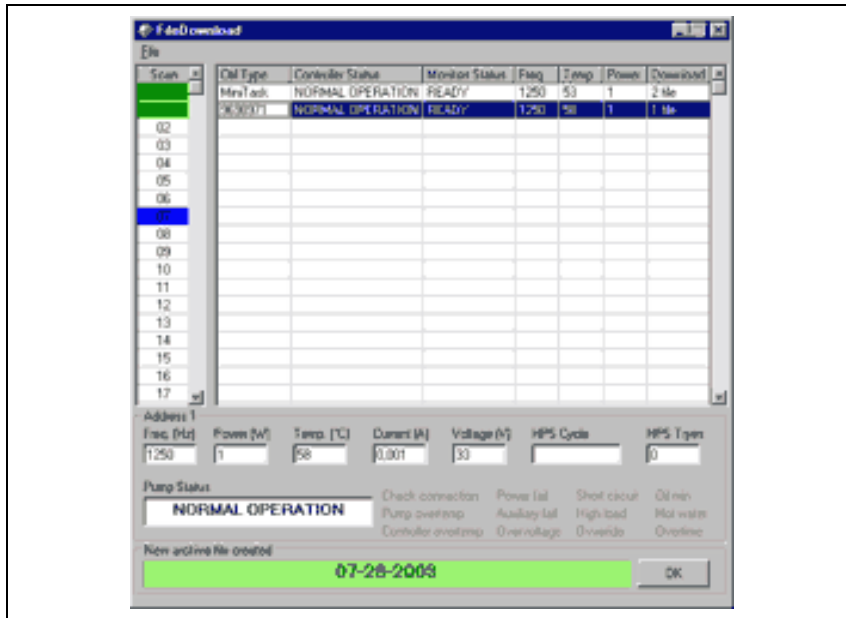 FileDownload
File
Scan Ctrl Type Controller Status Monitor Status Freq Temp Power Download
MiniTask NORMAL OPERATION READY 1250 53 1 2 file
NORMAL OPERATION READY 1250 58 1 1 file
02
03
04
05
06
07
08
09
10
11
12
13
14
15
16
17
Address 1
Freq. (Hz) Power (W) Temp. (°C) Current (A) Voltage (V) HPS Cycle HPS Types
1250 1 58 0,001 33 0
Pump Status
NORMAL OPERATION
Check connection Power fail Short circuit Oil min
Pump overtemp Auxiliary fail High load Mot water
Controller overtemp Overvoltage Override Overtime
New archive file created
07-28-2003 OK